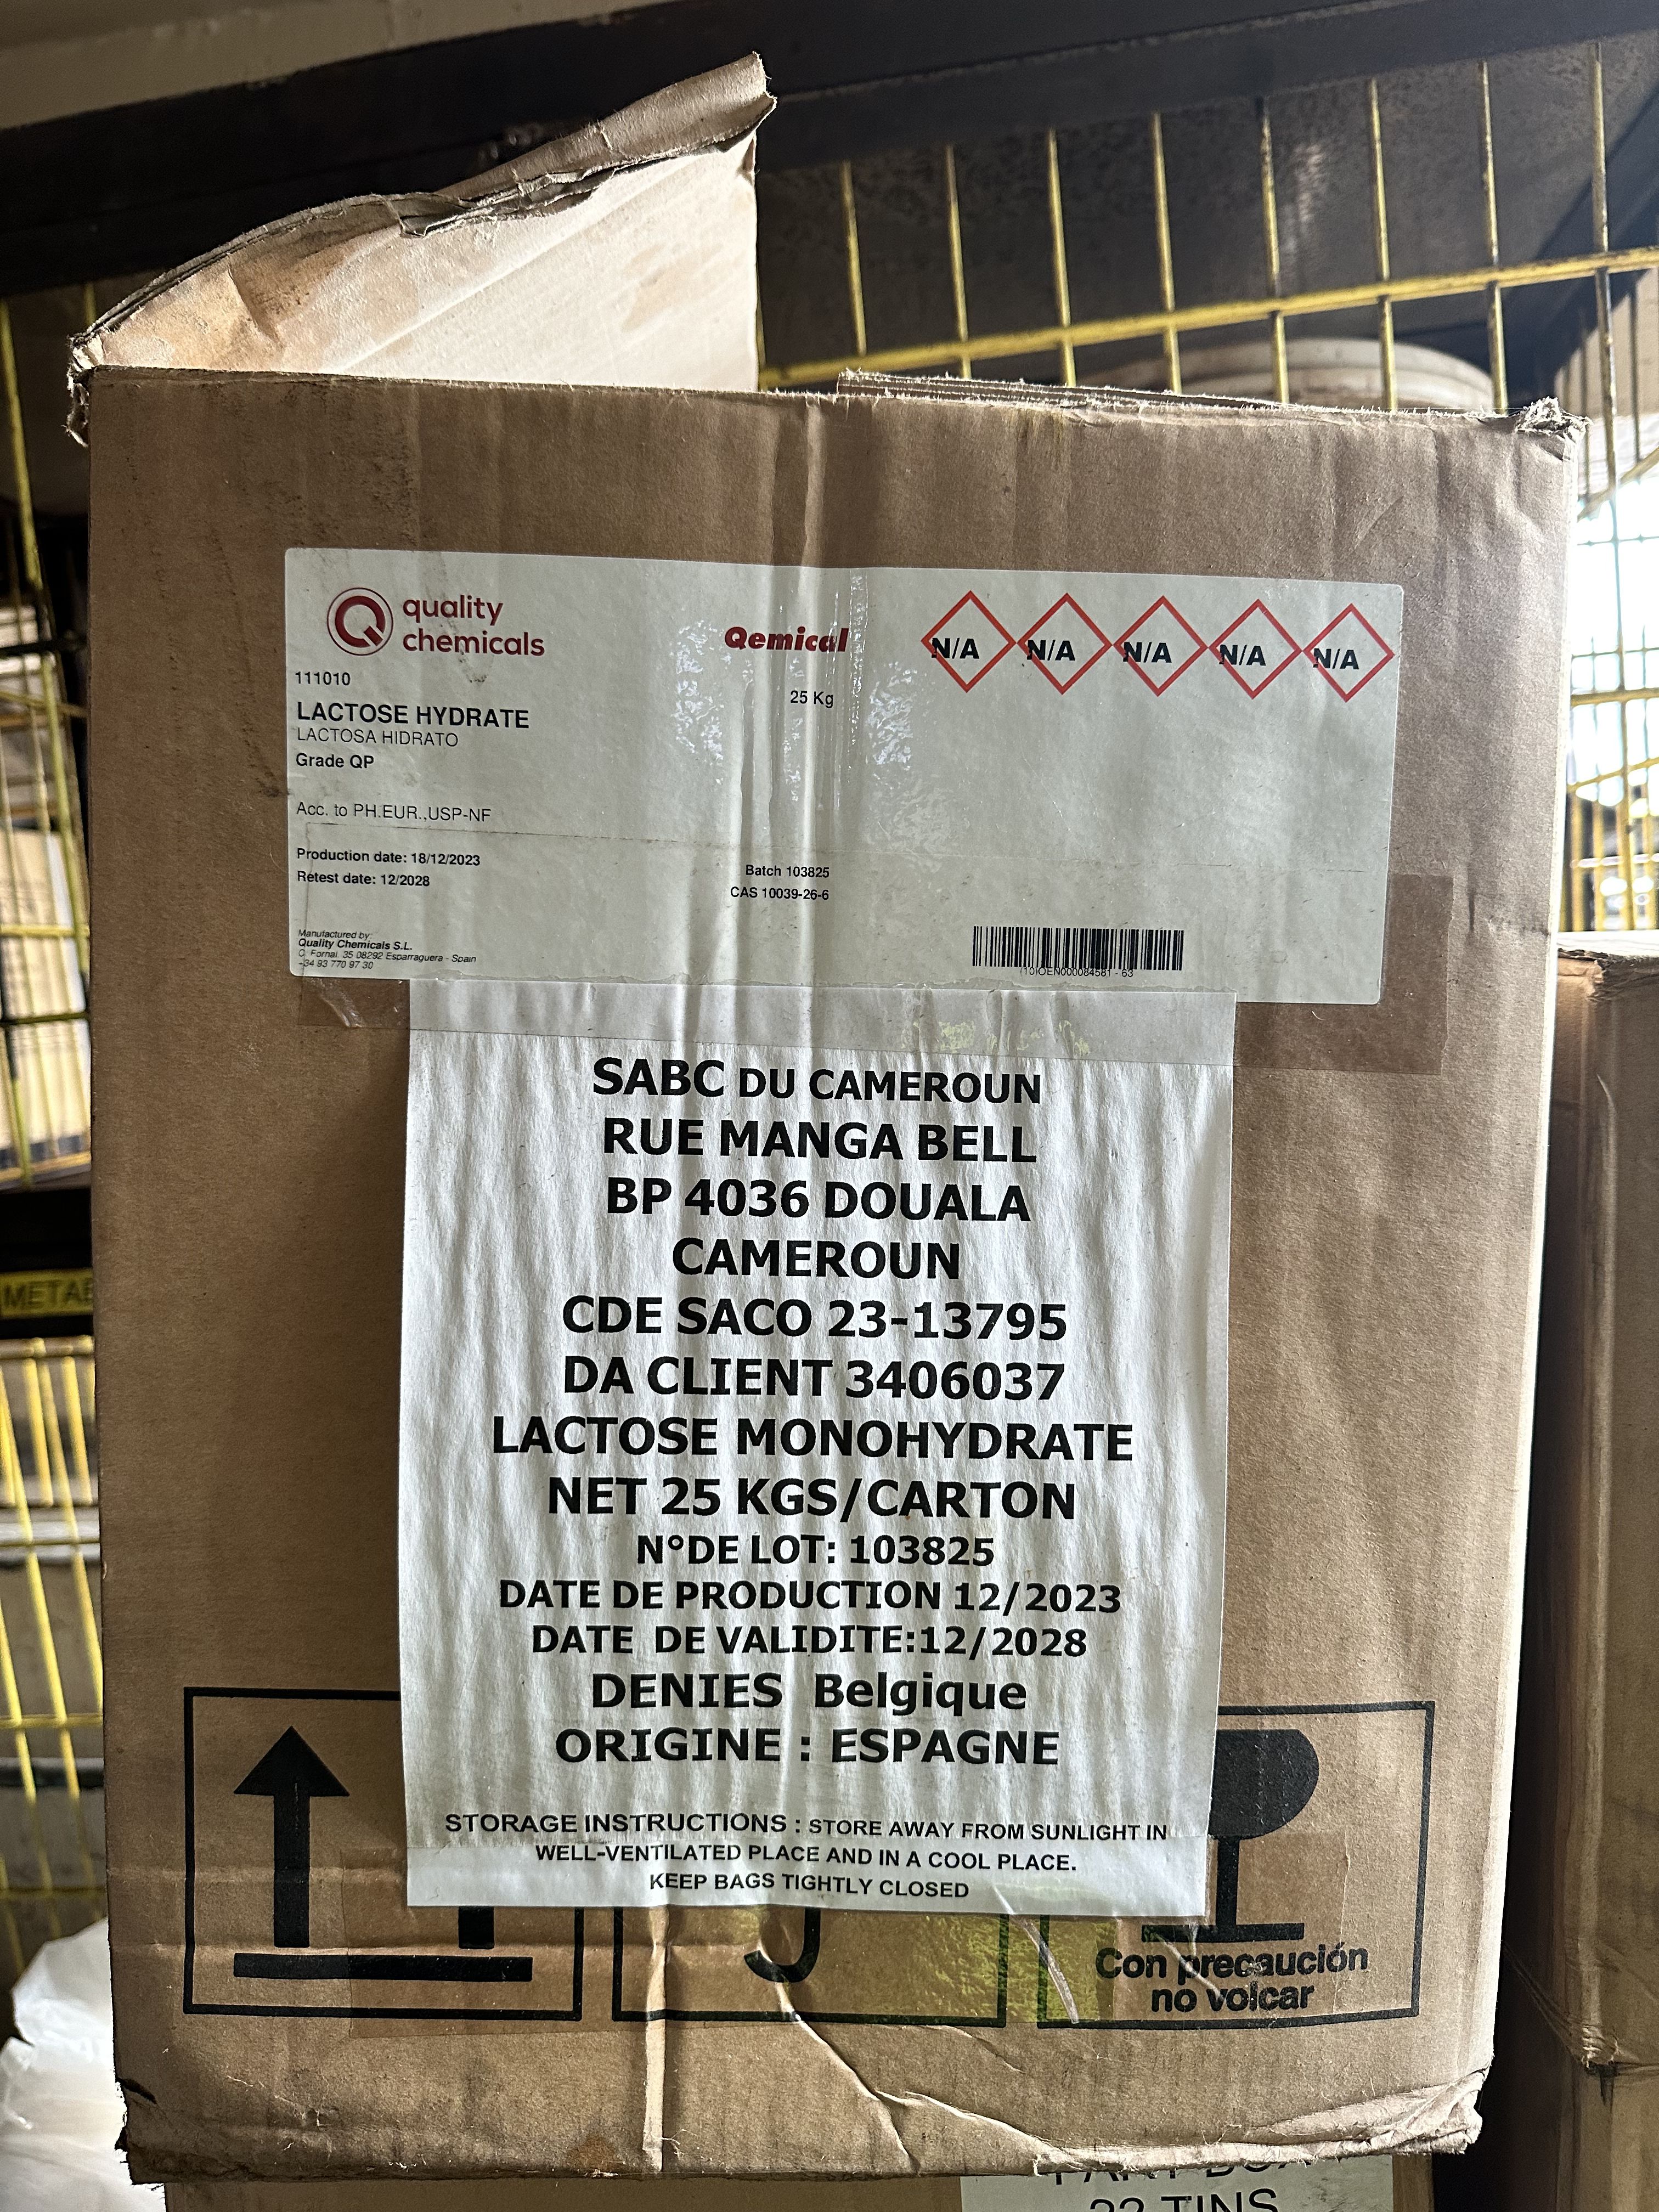 quality
chemicals
Qemical
N/A N/A N/A N/A N/A
111010
25 Kg
LACTOSE HYDRATE
LACTOSA HIDRATO
Grade QP
Acc. to PH.EUR.,USP-NF
Production date: 18/12/2023
Retest date: 12/2028
Batch 103825
CAS 10039-26-6
Manufactured by:
Quality Chemicals S.L.
C. Fornal, 35 08292 Esparraguera - Spain
+34 93 770 97 30
(10)OEN000084581 - 63
SABC DU CAMEROUN
RUE MANGA BELL
BP 4036 DOUALA
CAMEROUN
CDE SACO 23-13795
DA CLIENT 3406037
LACTOSE MONOHYDRATE
NET 25 KGS/CARTON
N°DE LOT: 103825
DATE DE PRODUCTION 12/2023
DATE DE VALIDITE:12/2028
DENIES Belgique
ORIGINE : ESPAGNE
STORAGE INSTRUCTIONS : STORE AWAY FROM SUNLIGHT IN
WELL-VENTILATED PLACE AND IN A COOL PLACE.
KEEP BAGS TIGHTLY CLOSED
Con precaución
no volcar
22 TINS